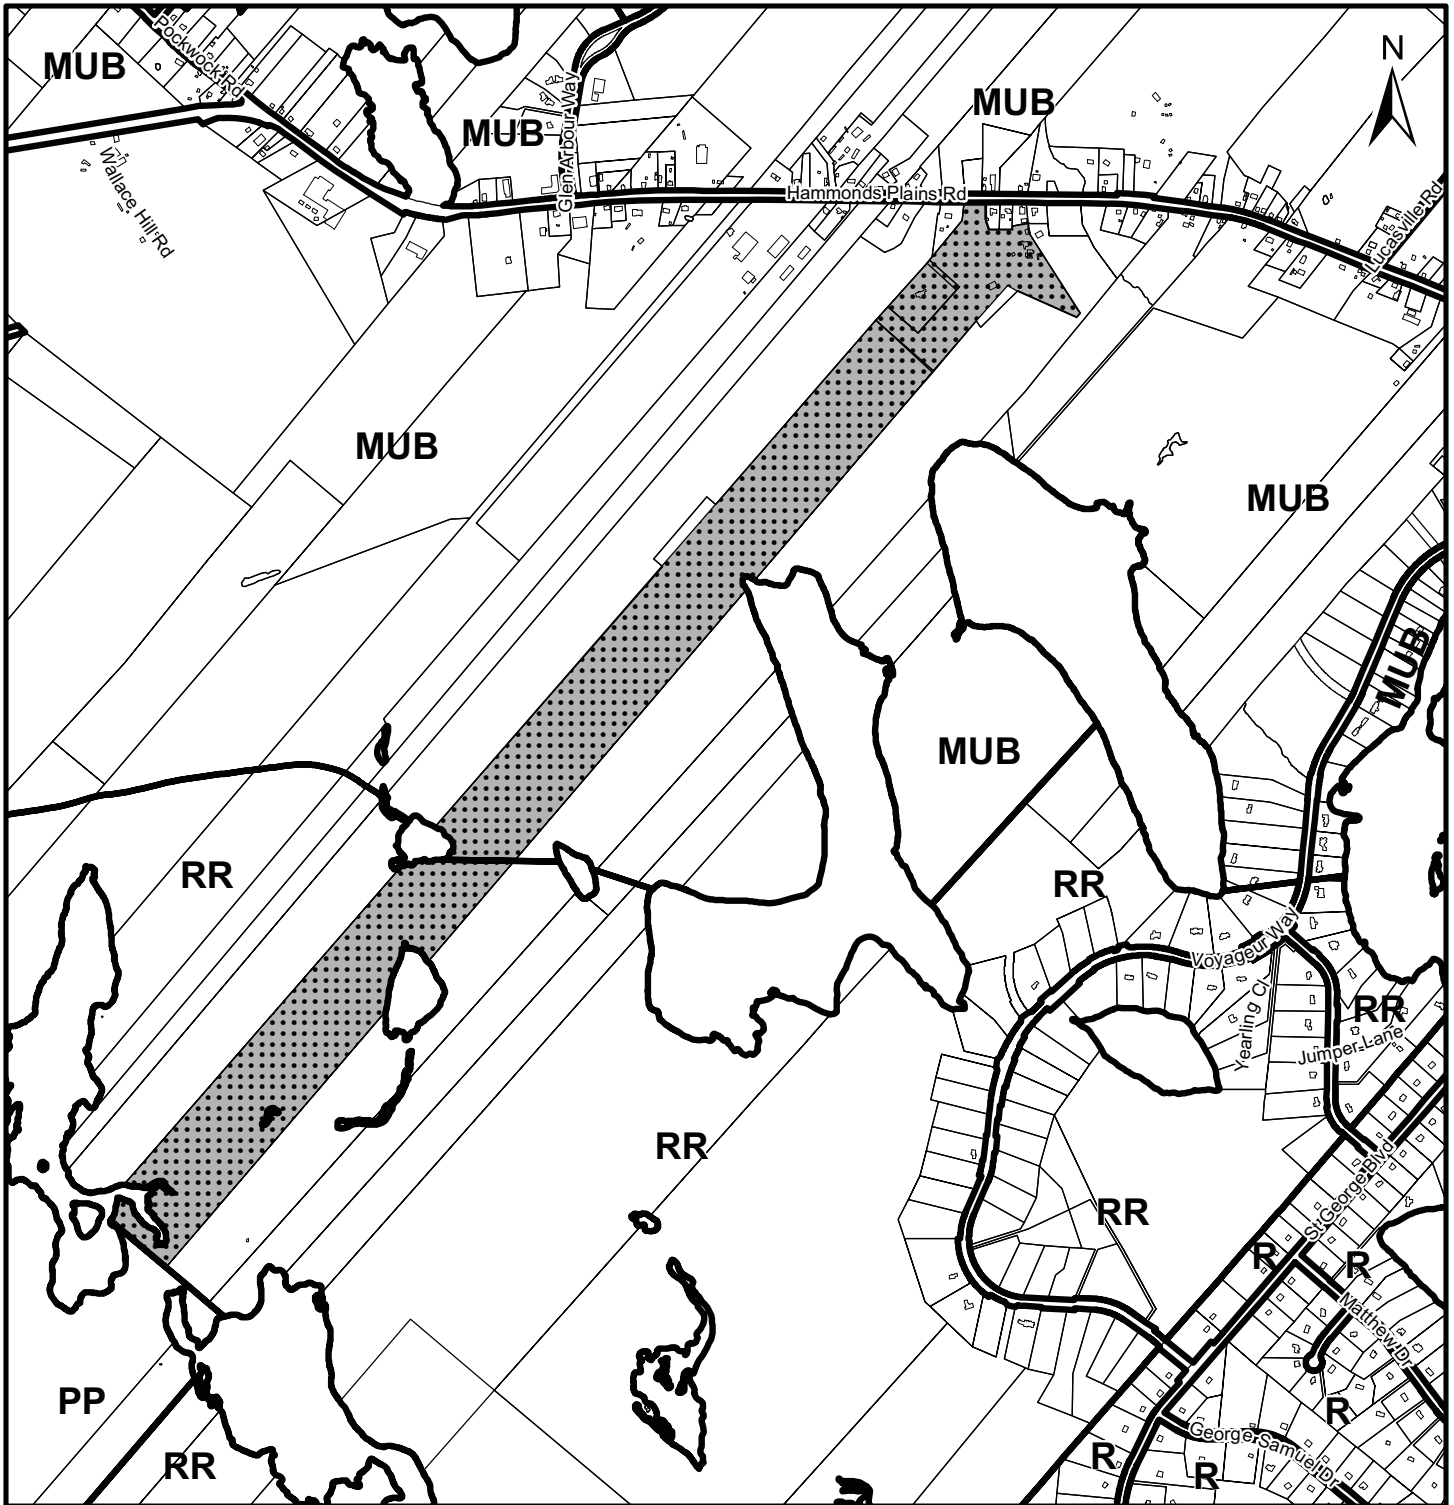 Pockwock Rd
N
MUB
MUB
MUB
Glen Arbour Way
Wallace Hill Rd
Hammonds Plains Rd
Lucasville Rd
MUB
MUB
MUB
MUB
RR
RR
Voyageur Way
Yearling Cl
RR
Jumper Lane
RR
St George Blvd
RR
R
R
Matthew Dr
PP
R
George Samuel Dr
RR
R
R